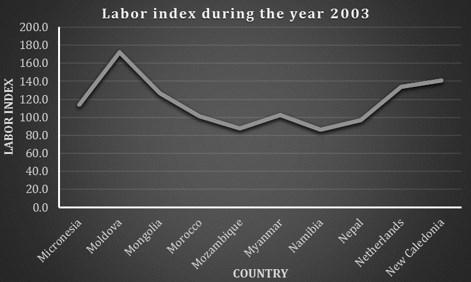 Labor index during the year 2003
LABOR INDEX
200.0
180.0
160.0
140.0
120.0
100.0
80.0
60.0
40.0
20.0
0.0
Micronesia
Moldova
Mongolia
Morocco
Mozambique
Myanmar
Namibia
Nepal
Netherlands
New Caledonia
COUNTRY